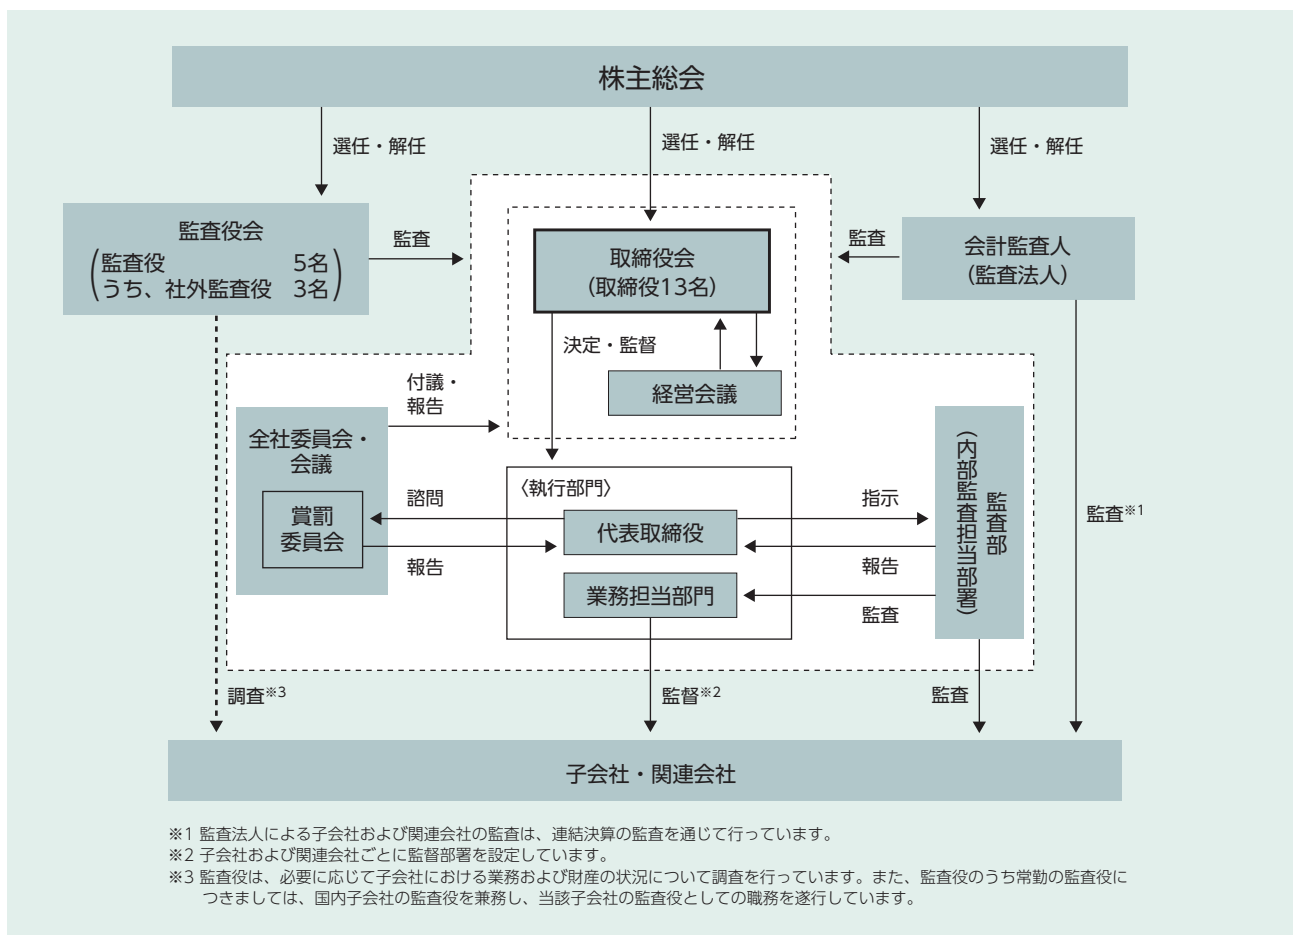 株主総会
選任・解任
選任・解任
選任・解任
監査役会
監査役 5名
うち、社外監査役 3名
監査
取締役会
(取締役13名)
監査
会計監査人
(監査法人)
決定・監督
経営会議
付議・
報告
全社委員会・
会議
賞罰
委員会
諮問
報告
〈執行部門〉
代表取締役
業務担当部門
指示
報告
監査
監査部
(内部監査担当部署)
監査※1
調査※3
監督※2
監査
子会社・関連会社
※1 監査法人による子会社および関連会社の監査は、連結決算の監査を通じて行っています。
※2 子会社および関連会社ごとに監督部署を設定しています。
※3 監査役は、必要に応じて子会社における業務および財産の状況について調査を行っています。また、監査役のうち常勤の監査役に
つきましては、国内子会社の監査役を兼務し、当該子会社の監査役としての職務を遂行しています。